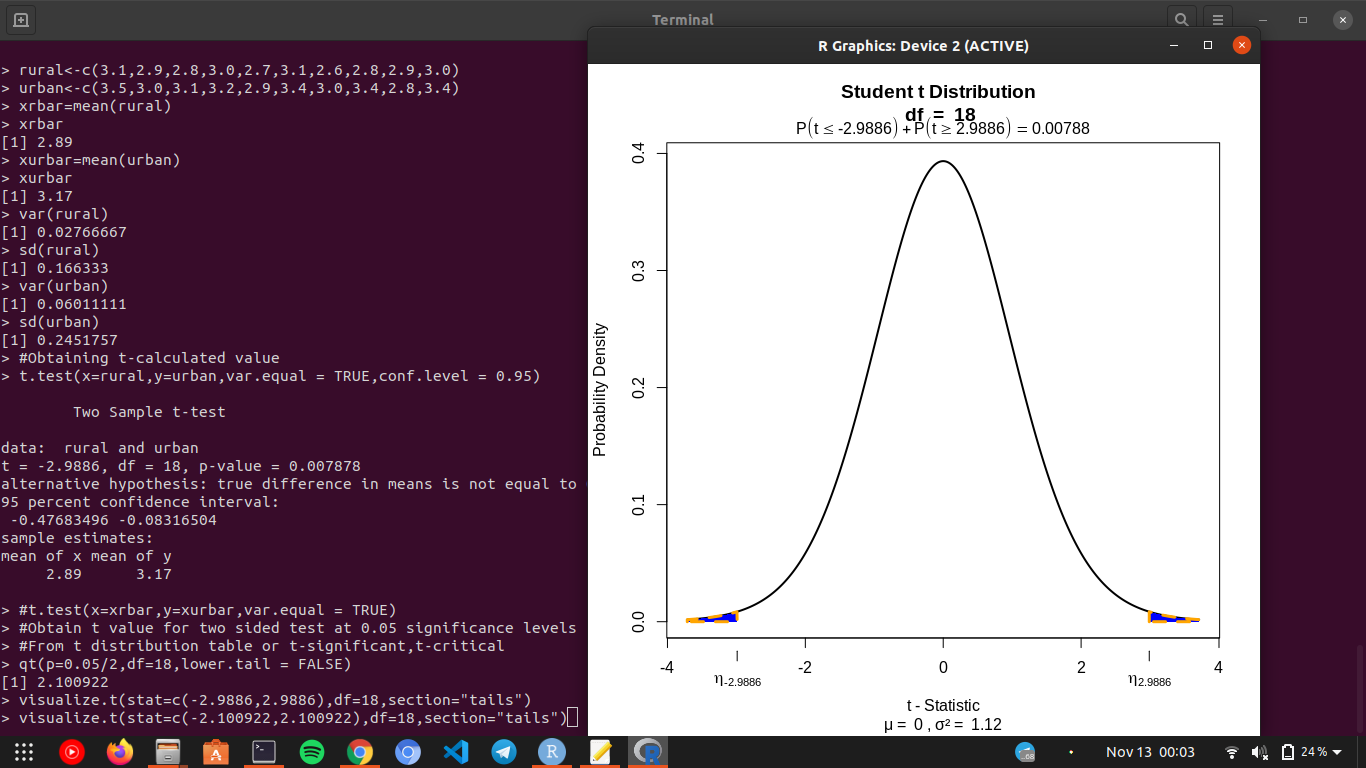 Terminal
> rural<-c(3.1,2.9,2.8,3.0,2.7,3.1,2.6,2.8,2.9,3.0)
> urban<-c(3.5,3.0,3.1,3.2,2.9,3.4,3.0,3.4,2.8,3.4)
> xrbar=mean(rural)
> xrbar
[1] 2.89
> xurbar=mean(urban)
> xurbar
[1] 3.17
> var(rural)
[1] 0.02766667
> sd(rural)
[1] 0.166333
> var(urban)
[1] 0.06011111
> sd(urban)
[1] 0.2451757
> #Obtaining t-calculated value
> t.test(x=rural,y=urban,var.equal = TRUE,conf.level = 0.95)
Two Sample t-test
data:  rural and urban
t = -2.9886, df = 18, p-value = 0.007878
alternative hypothesis: true difference in means is not equal to
95 percent confidence interval:
-0.47683496 -0.08316504
sample estimates:
mean of x mean of y
2.89 3.17
> #t.test(x=xrbar,y=xurbar,var.equal = TRUE)
> #Obtain t value for two sided test at 0.05 significance levels
> #From t distribution table or t-significant,t-critical
> qt(p=0.05/2,df=18,lower.tail = FALSE)
[1] 2.100922
> visualize.t(stat=c(-2.9886,2.9886),df=18,section="tails")
> visualize.t(stat=c(-2.100922,2.100922),df=18,section="tails")
R Graphics: Device 2 (ACTIVE)
Student t Distribution
df = 18
P(t ≤ -2.9886) + P(t ≥ 2.9886) = 0.00788
Probability Density
0.4
0.3
0.2
0.1
0.0
-4 -2 0 2 4
η-2.9886 η2.9886
t - Statistic
μ = 0 , σ² = 1.12
68
Nov 13 00:03
24 %